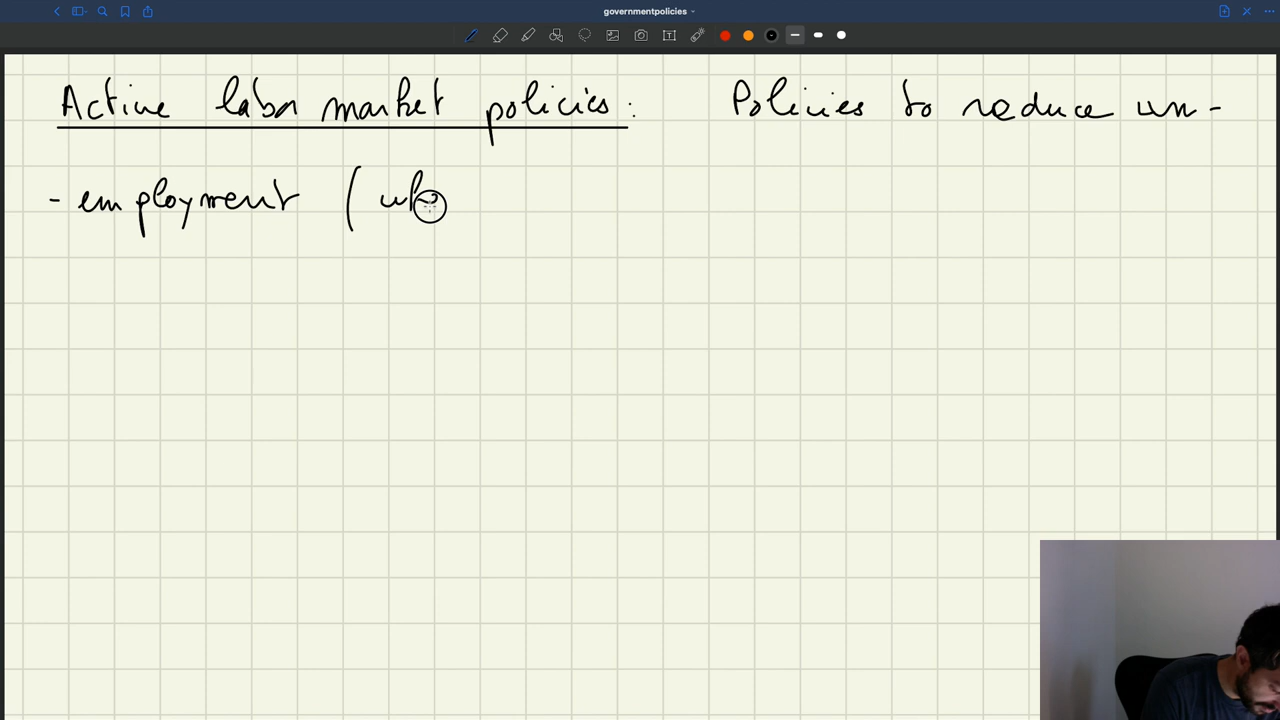 governmentpolicies
Active labor market policies: Policies to reduce un-
-employment (